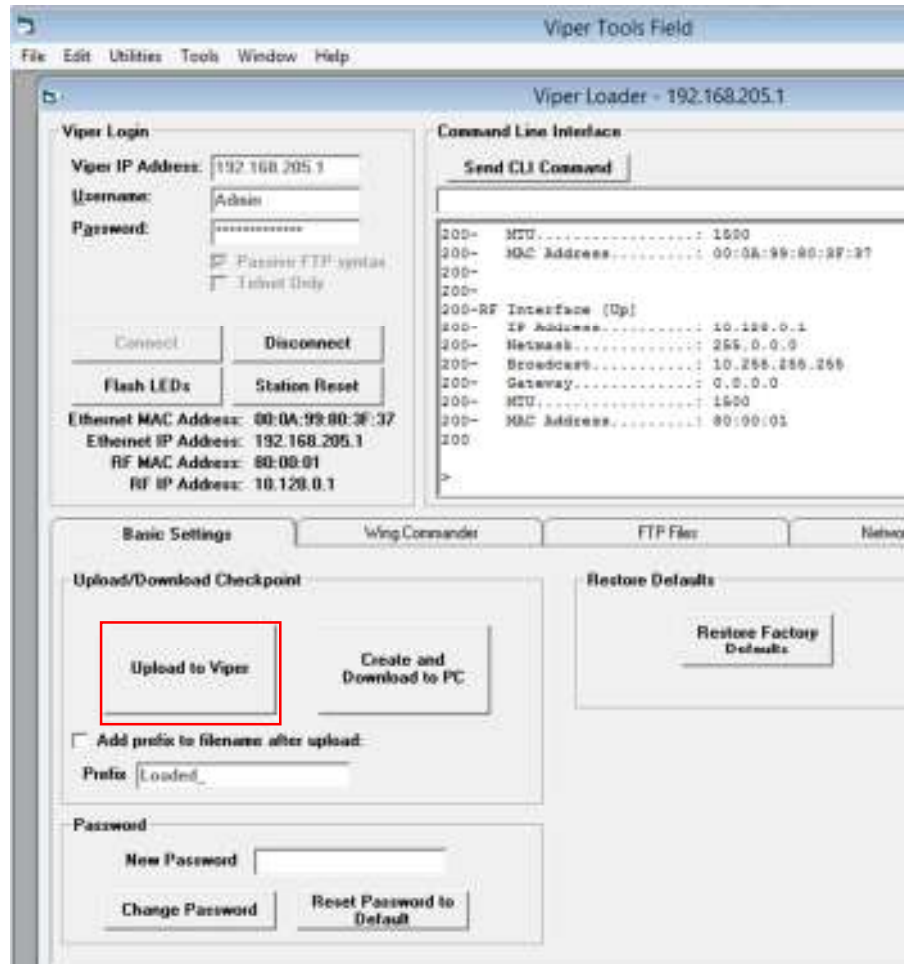 Viper Tools Field
File Edit Utilities Tools Window Help
Viper Loader - 192.168.205.1
Viper Login
Viper IP Address: 192.168.205.1
Username: Admin
Password: **************
Passive FTP syntax
Telnet Only
Connect Disconnect
Flash LEDs Station Reset
Ethernet MAC Address: 00:0A:99:80:3F:37
Ethernet IP Address: 192.168.205.1
RF MAC Address: 80:00:01
RF IP Address: 10.128.0.1
Command Line Interface
Send CLI Command
200- MTU.................: 1500
200- MAC Address.........: 00:0A:99:80:3F:37
200-
200-
200-RF Interface [Up]
200- IP Address..........: 10.128.0.1
200- Netmask.............: 255.0.0.0
200- Broadcast...........: 10.255.255.255
200- Gateway.............: 0.0.0.0
200- MTU.................: 1500
200- MAC Address.........: 80:00:01
200
>
Basic Settings Wing Commander FTP Files
Upload/Download Checkpoint
Upload to Viper
Create and
Download to PC
Add prefix to filename after upload:
Prefix Loaded_
Restore Defaults
Restore Factory
Defaults
Password
New Password
Change Password
Reset Password to
Default